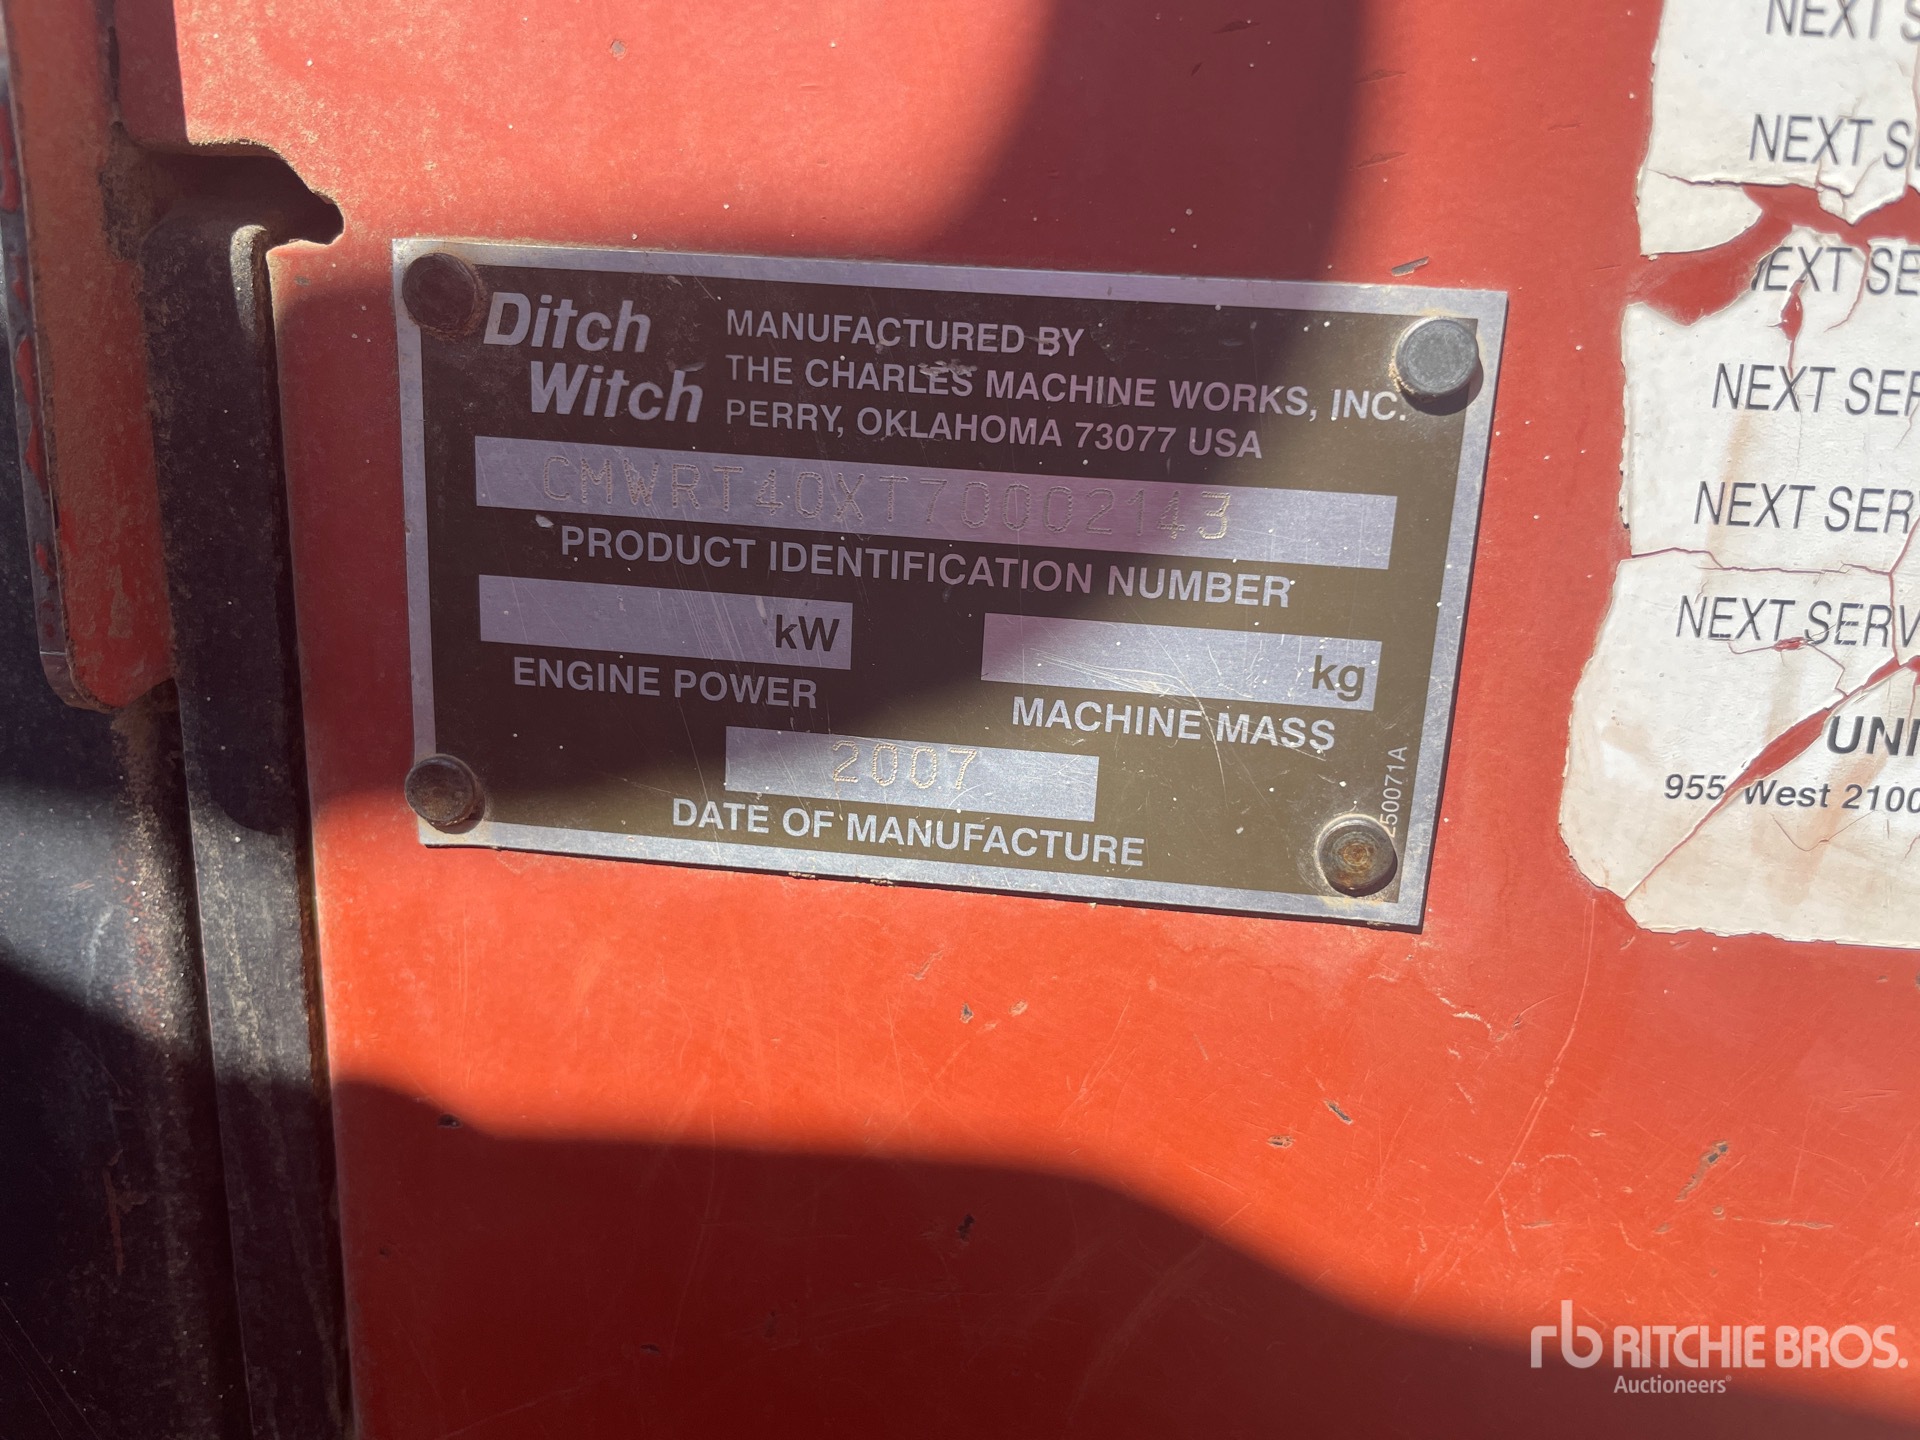 Ditch
Witch
MANUFACTURED BY
THE CHARLES MACHINE WORKS, INC.
PERRY, OKLAHOMA 73077 USA
CMWRT40XT70002143
PRODUCT IDENTIFICATION NUMBER
kW
ENGINE POWER
kg
MACHINE MASS
2007
DATE OF MANUFACTURE
250071A
NEXT S
NEXT S
NEXT SE
NEXT SER
NEXT SER
NEXT SERV
UNI
955 West 2100
rb RITCHIE BROS.
Auctioneers